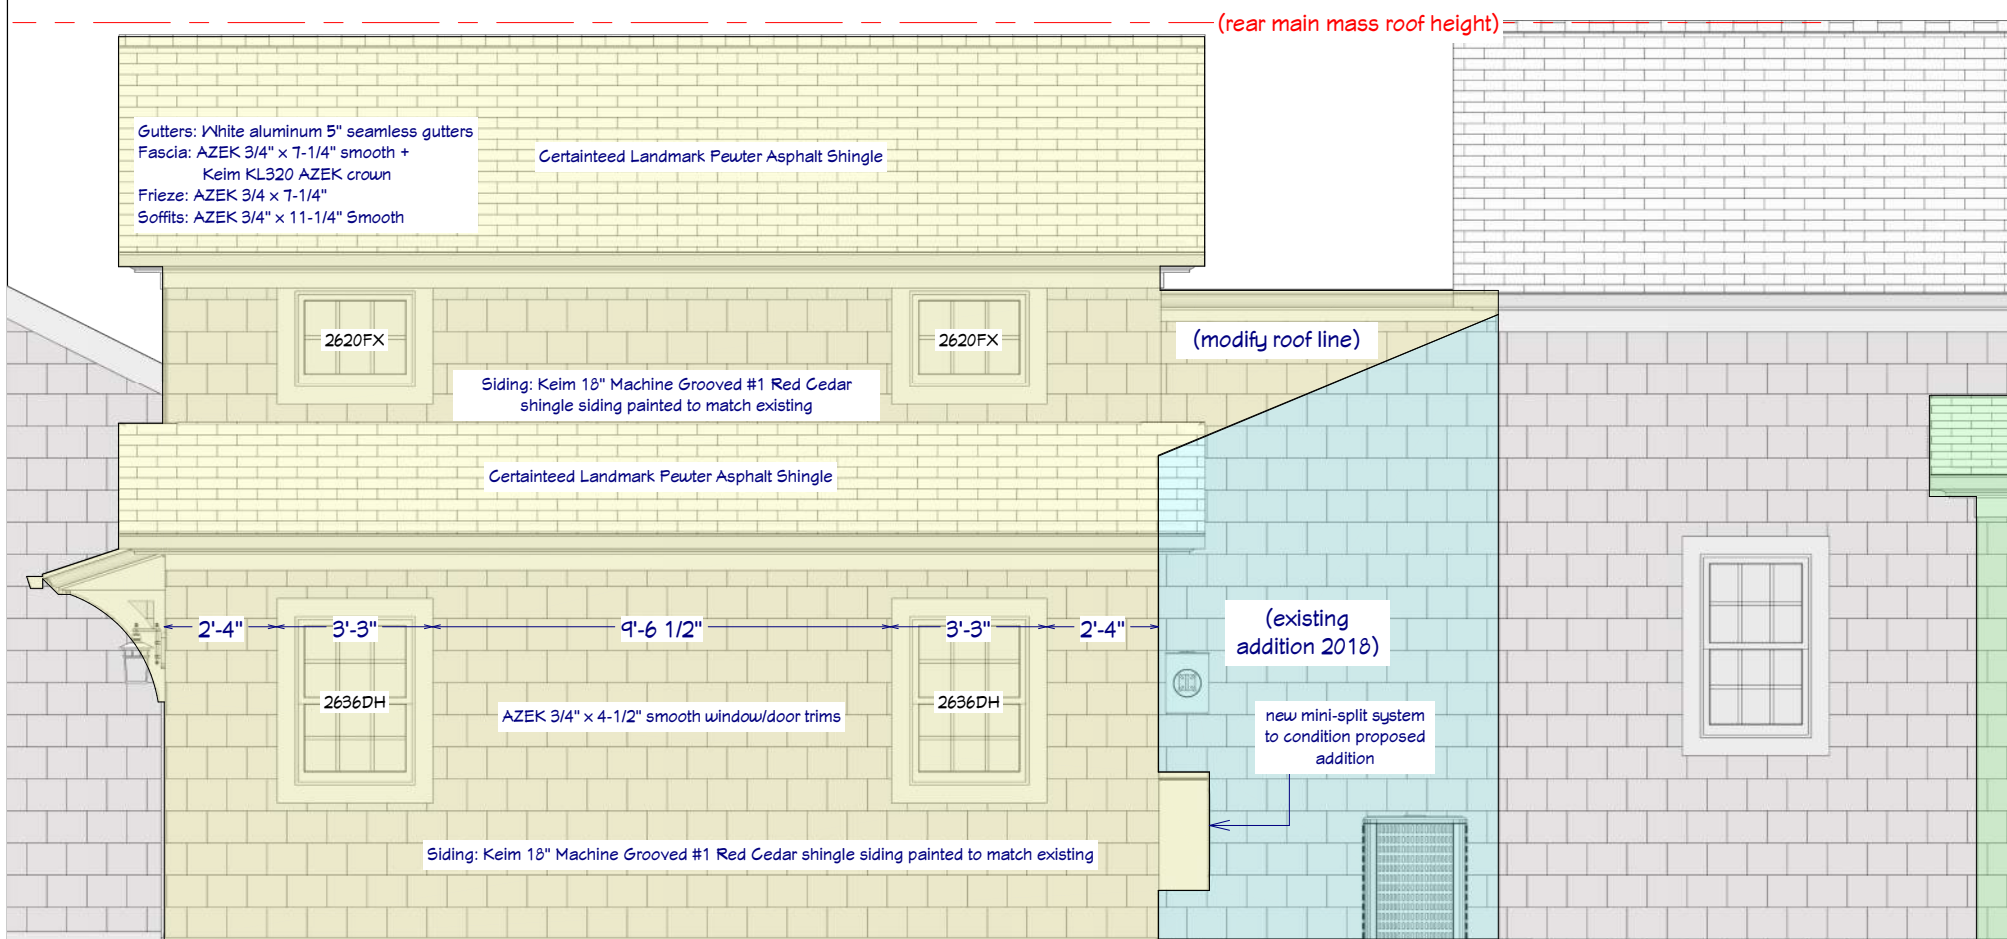 (rear main mass roof height)
Gutters: White aluminum 5" seamless gutters
Fascia: AZEK 3/4" x 7-1/4" smooth +
Keim KL320 AZEK crown
Frieze: AZEK 3/4 x 7-1/4"
Soffits: AZEK 3/4" x 11-1/4" Smooth
Certainteed Landmark Pewter Asphalt Shingle
2620FX
2620FX
(modify roof line)
Siding: Keim 18" Machine Grooved #1 Red Cedar
shingle siding painted to match existing
Certainteed Landmark Pewter Asphalt Shingle
2'-4"
3'-3"
9'-6 1/2"
3'-3"
2'-4"
(existing
addition 2018)
2636DH
2636DH
AZEK 3/4" x 4-1/2" smooth window/door trims
new mini-split system
to condition proposed
addition
Siding: Keim 18" Machine Grooved #1 Red Cedar shingle siding painted to match existing